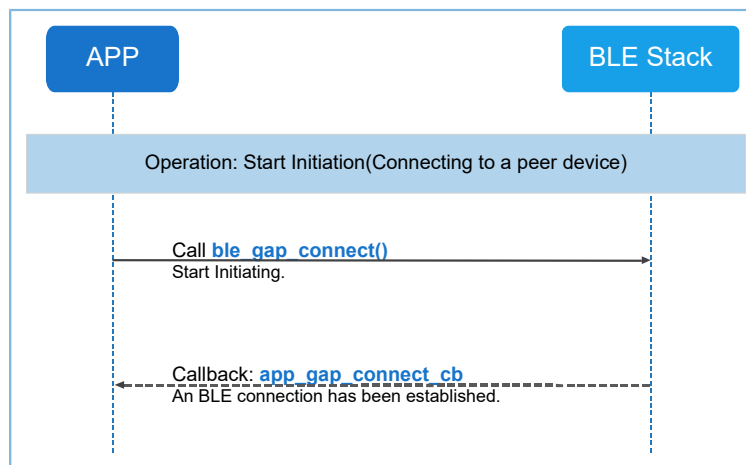 APP
BLE Stack
Operation: Start Initiation(Connecting to a peer device)
Call ble_gap_connect()
Start Initiating.
Callback: app_gap_connect_cb
An BLE connection has been established.